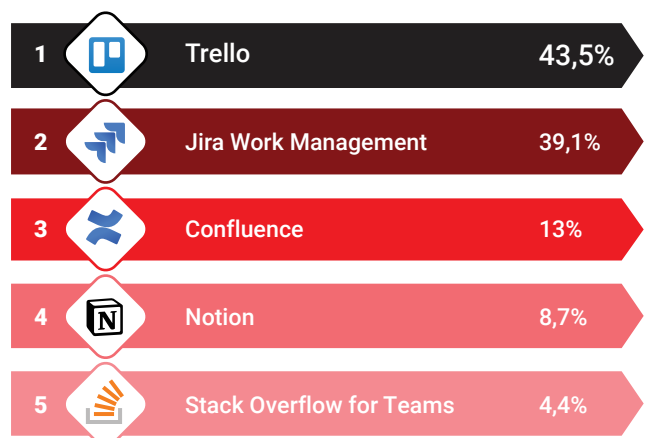 1 Trello 43,5%
2 Jira Work Management 39,1%
3 Confluence 13%
4 N Notion 8,7%
5 Stack Overflow for Teams 4,4%